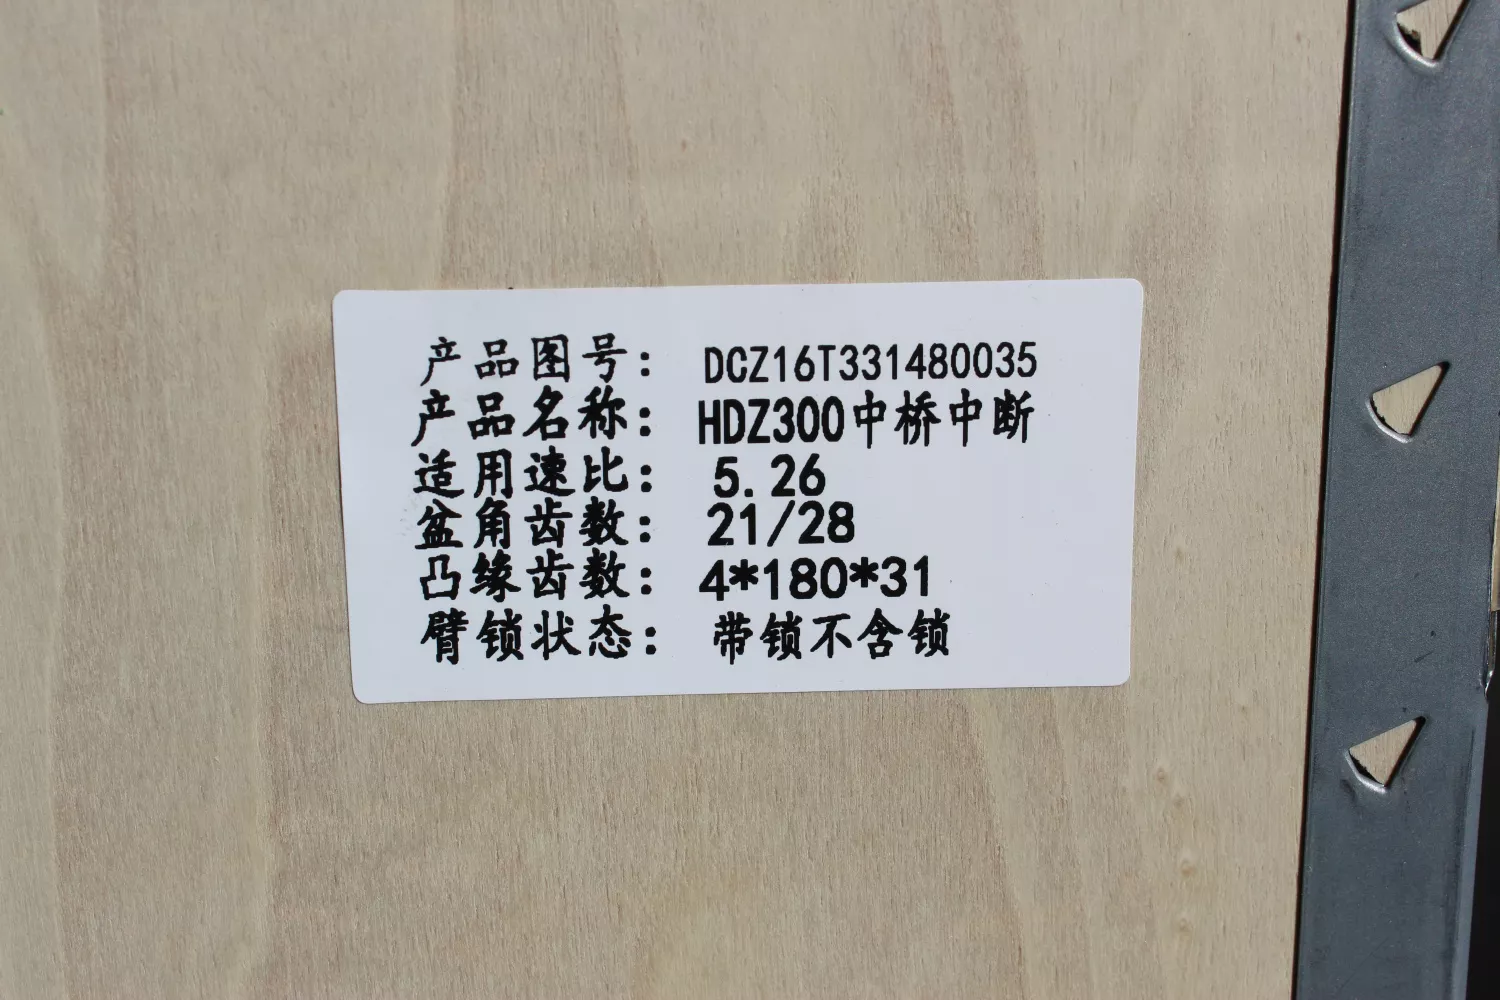 产品图号： DCZ16T331480035
产品名称： HDZ300中桥中断
适用速比： 5.26
盆角齿数： 21/28
凸缘齿数： 4*180*31
臂锁状态： 带锁不含锁